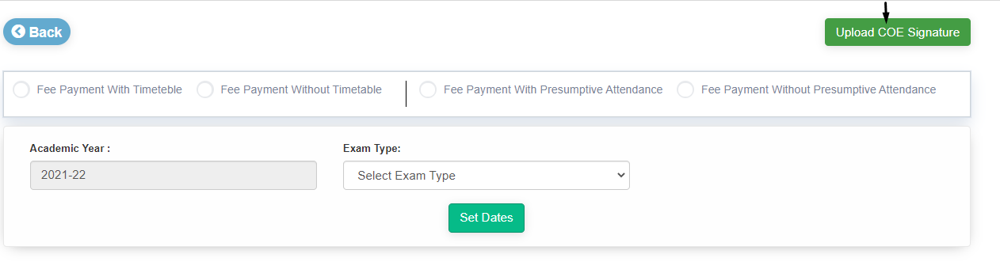 Back
Upload COE Signature
Fee Payment With Timeteble
Fee Payment Without Timetable
Fee Payment With Presumptive Attendance
Fee Payment Without Presumptive Attendance
Academic Year :
Exam Type:
2021-22
Select Exam Type
Set Dates